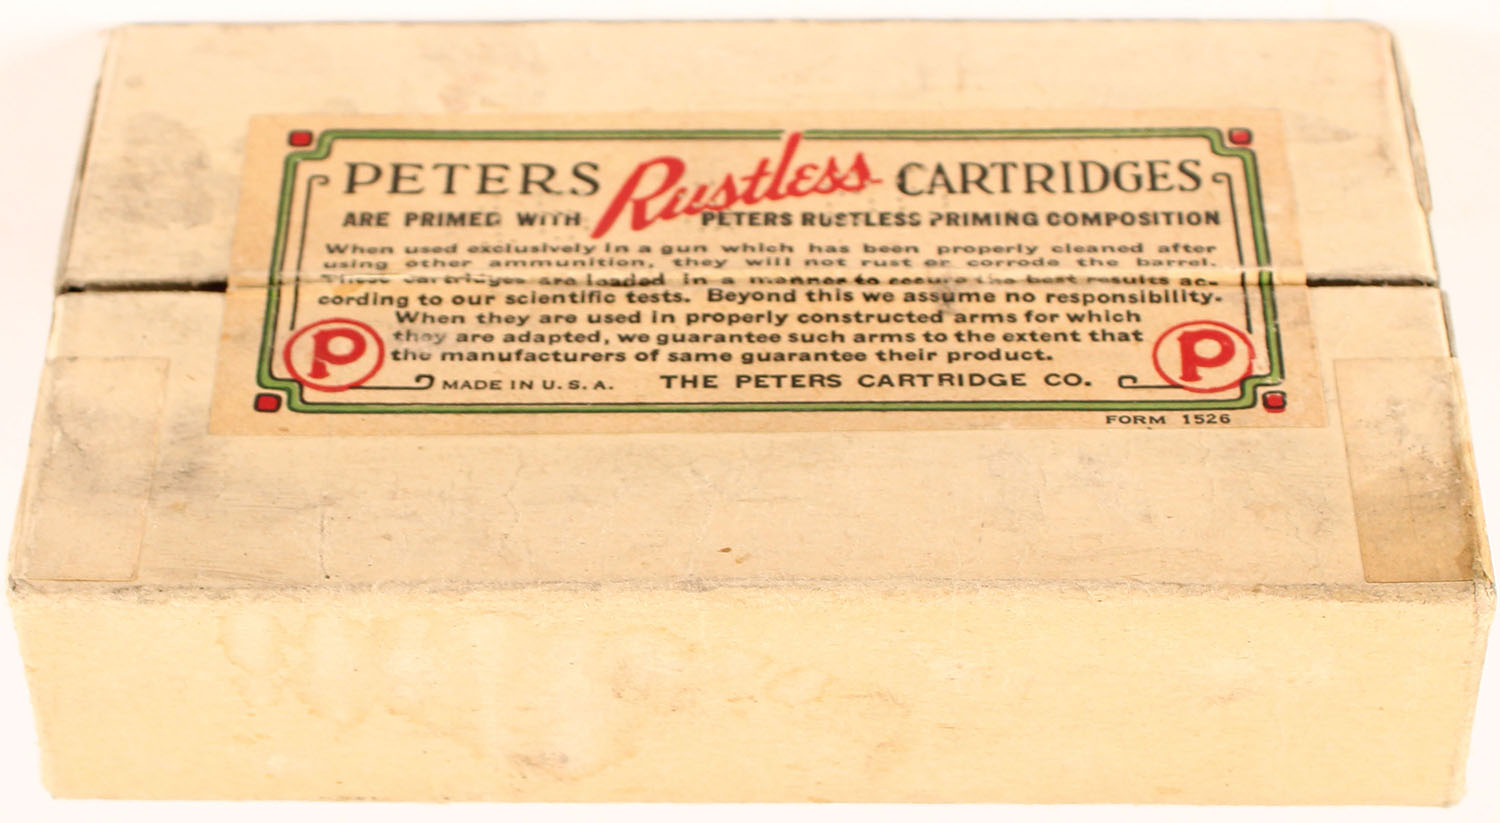 PETERS Rustless CARTRIDGES
ARE PRIMED WITH PETERS RUSTLESS PRIMING COMPOSITION
When used exclusively in a gun which has been properly cleaned after
using other ammunition, they will not rust or corrode the barrel.
These cartridges are loaded in a manner to secure the best results ac-
cording to our scientific tests. Beyond this we assume no responsibility.
When they are used in properly constructed arms for which
they are adapted, we guarantee such arms to the extent that
the manufacturers of same guarantee their product.
P
P
MADE IN U.S.A. THE PETERS CARTRIDGE CO.
FORM 1526